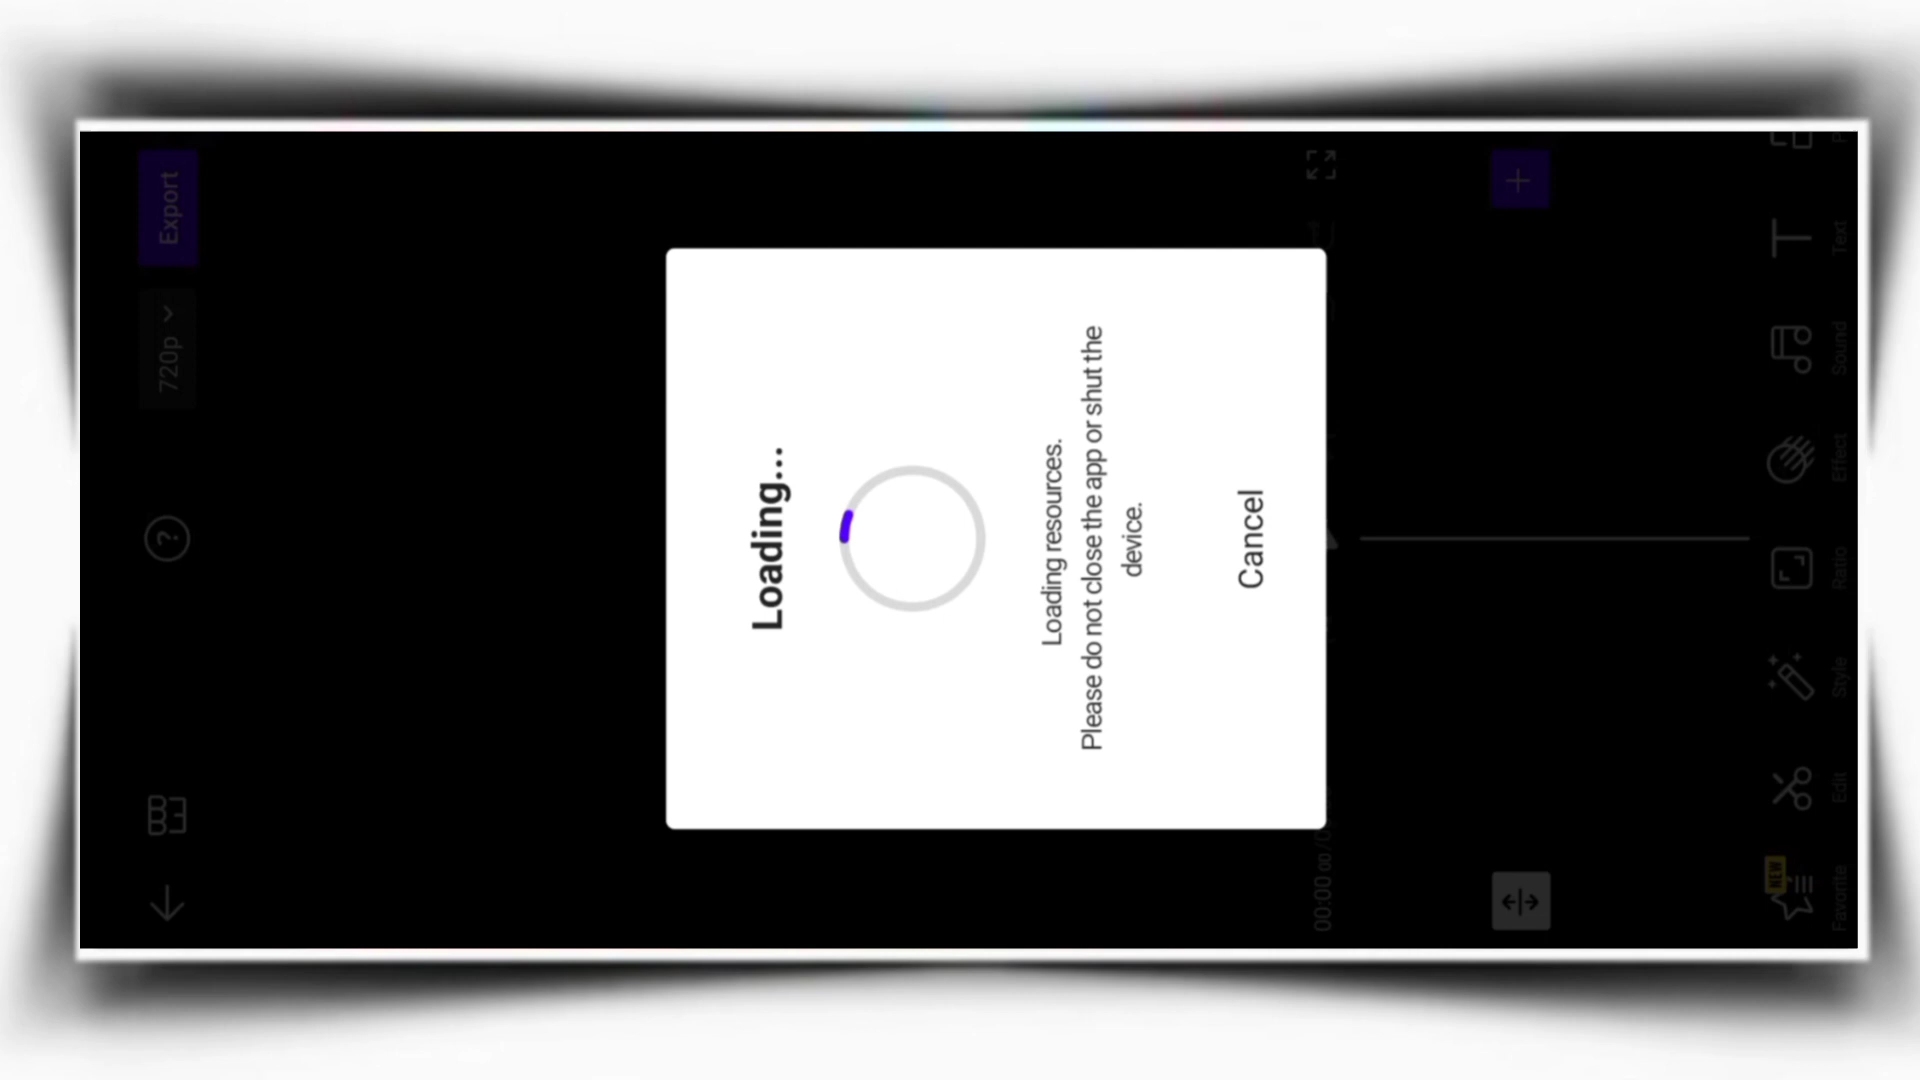 Export
720p
Loading...
Loading resources.
Please do not close the app or shut the
device.
Cancel
00:00
NEW
Favorite
Edit
Style
Ratio
Effect
Sound
Text